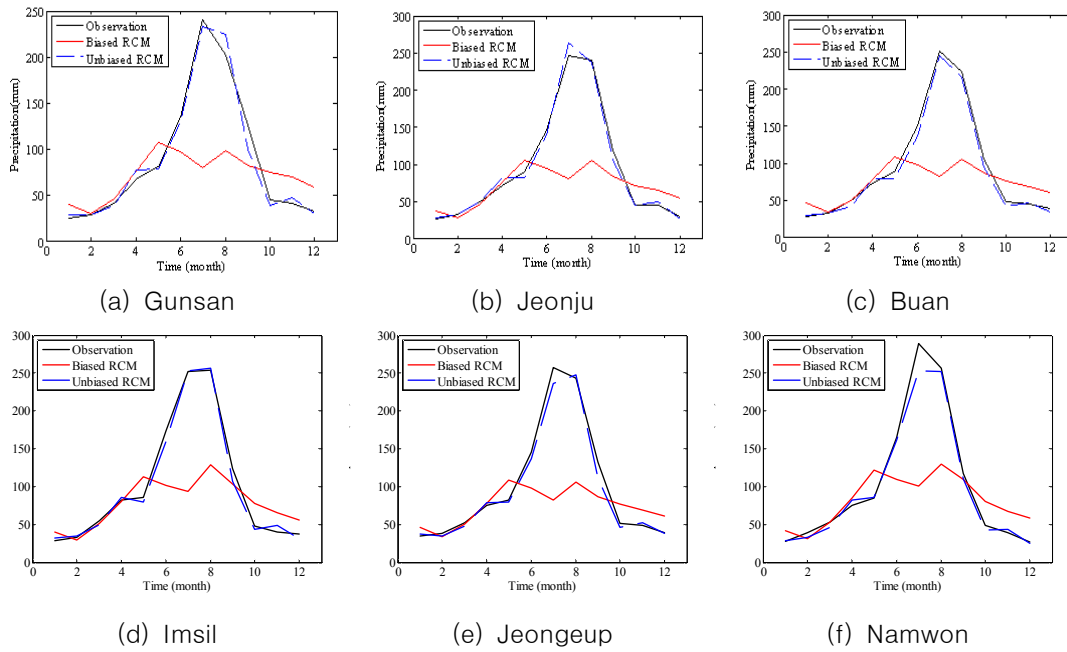 250
200
150
100
50
0
Precipitation(mm)
Observation
Biased RCM
Unbiased RCM
0 2 4 6 8 10 12
Time (month)
(a) Gunsan
300
250
200
150
100
50
0
Precipitation(mm)
Observation
Biased RCM
Unbiased RCM
0 2 4 6 8 10 12
Time (month)
(b) Jeonju
300
250
200
150
100
50
0
Precipitation(mm)
Observation
Biased RCM
Unbiased RCM
0 2 4 6 8 10 12
Time (month)
(c) Buan
300
250
200
150
100
50
0
Observation
Biased RCM
Unbiased RCM
0 2 4 6 8 10 12
Time (month)
(d) Imsil
300
250
200
150
100
50
0
Observation
Biased RCM
Unbiased RCM
0 2 4 6 8 10 12
Time (month)
(e) Jeongeup
300
250
200
150
100
50
0
Observation
Biased RCM
Unbiased RCM
0 2 4 6 8 10 12
Time (month)
(f) Namwon